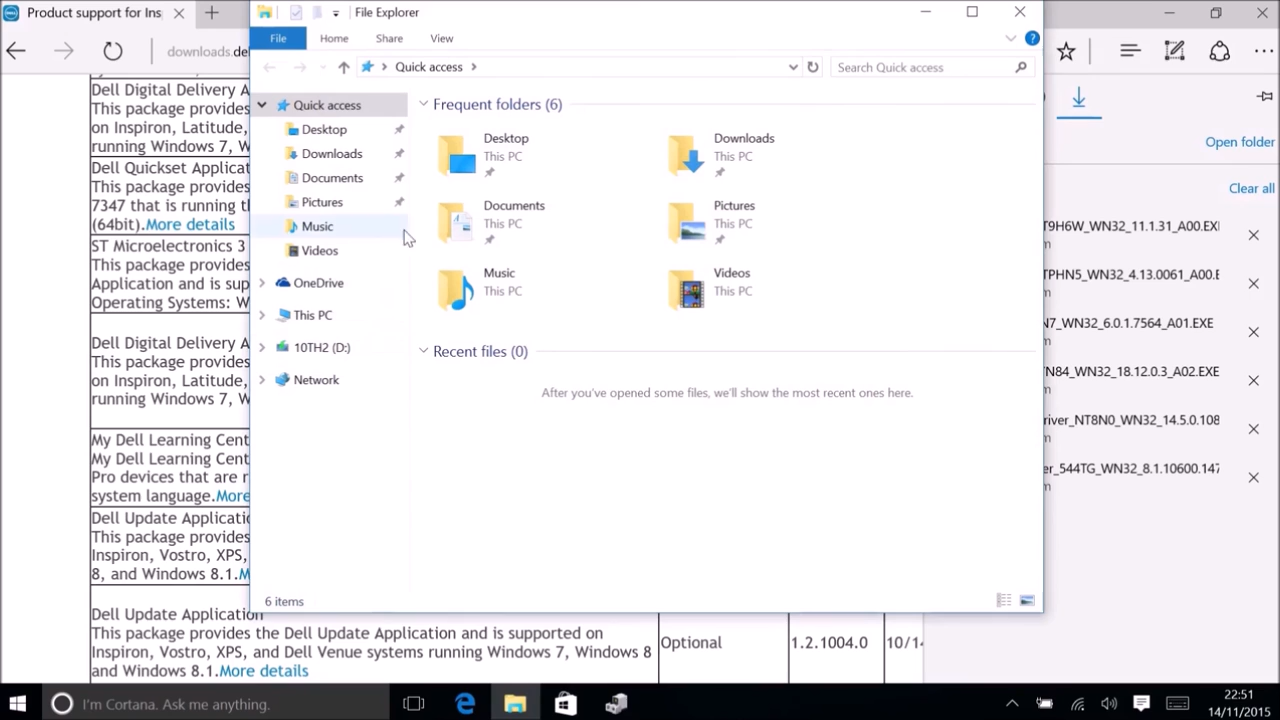 Product support for Ins
File Explorer
File
Home
Share
View
downloads.de
Quick access
Search Quick access
Open folder
Clear all
Quick access
Desktop
Downloads
Documents
Pictures
Music
Videos
OneDrive
This PC
10TH2 (D:)
Network
Frequent folders (6)
Desktop
This PC
Downloads
This PC
Documents
This PC
Pictures
This PC
Music
This PC
Videos
This PC
Recent files (0)
After you've opened some files, we'll show the most recent ones here.
6 items
Dell Digital Delivery A
This package provides
on Inspiron, Latitude,
running Windows 7, W
Dell Quickset Applicat
This package provides
7347 that is running th
(64bit).More details
ST Microelectronics 3
This package provides
Application and is sup
Operating Systems: W
Dell Digital Delivery A
This package provides
on Inspiron, Latitude,
running Windows 7, W
My Dell Learning Cent
My Dell Learning Cent
Pro devices that are r
system language.More
Dell Update Applicatio
This package provides
Inspiron, Vostro, XPS,
8, and Windows 8.1.M
Dell Update Application
This package provides the Dell Update Application and is supported on
Inspiron, Vostro, XPS, and Dell Venue systems running Windows 7, Windows 8
and Windows 8.1.More details
Optional
1.2.1004.0
10/14
T9H6W_WN32_11.1.31_A00.EXI
m
TPHN5_WN32_4.13.0061_A00.E
m
N7_WN32_6.0.1.7564_A01.EXE
m
YN84_WN32_18.12.0.3_A02.EXE
m
river_NT8N0_WN32_14.5.0.108
m
er_544TG_WN32_8.1.10600.147
m
I'm Cortana. Ask me anything.
22:51
14/11/2015